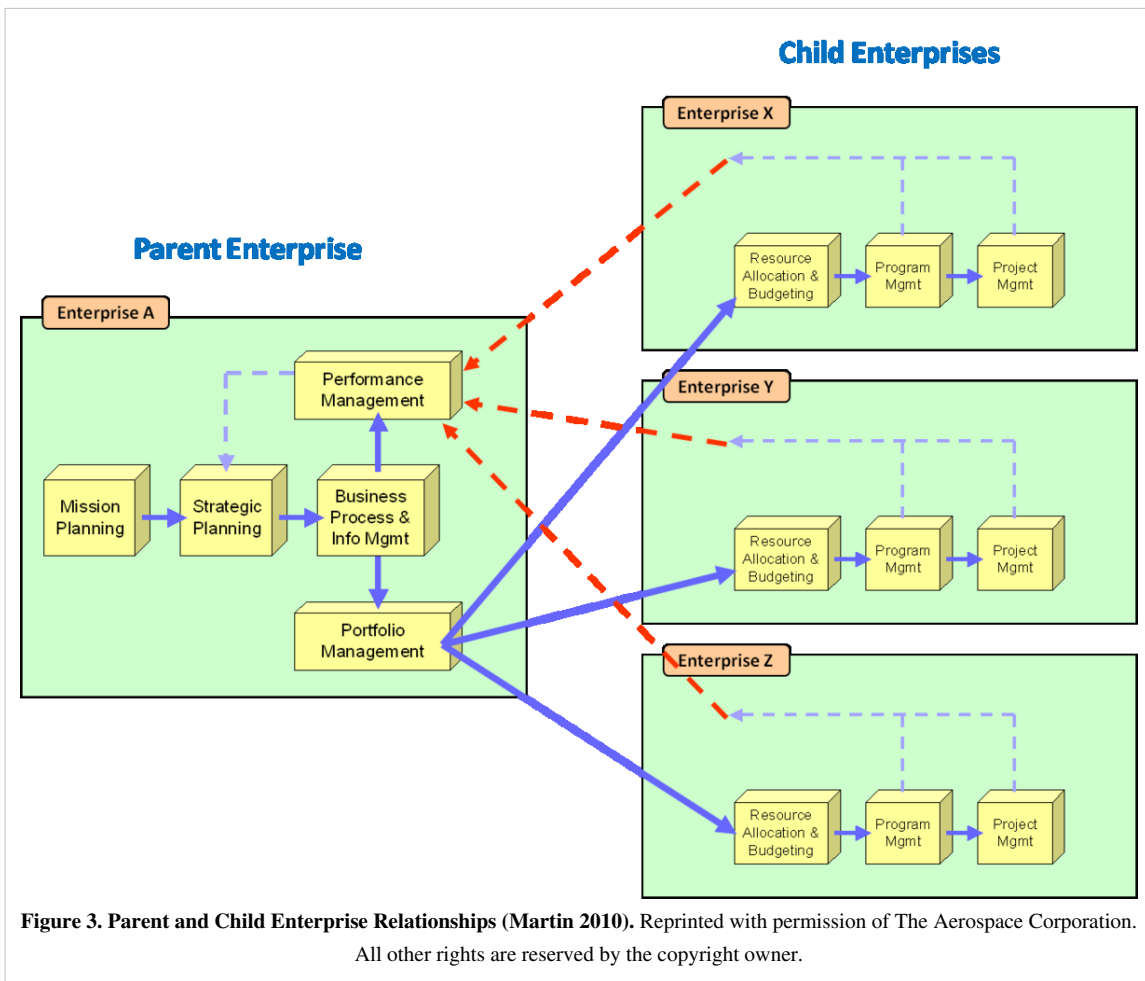 Child Enterprises
Parent Enterprise
Enterprise A
Performance
Management
Mission
Planning
Strategic
Planning
Business
Process &
Info Mgmt
Portfolio
Management
Enterprise X
Resource
Allocation &
Budgeting
Program
Mgmt
Project
Mgmt
Enterprise Y
Resource
Allocation &
Budgeting
Program
Mgmt
Project
Mgmt
Enterprise Z
Resource
Allocation &
Budgeting
Program
Mgmt
Project
Mgmt
Figure 3. Parent and Child Enterprise Relationships (Martin 2010). Reprinted with permission of The Aerospace Corporation.
All other rights are reserved by the copyright owner.